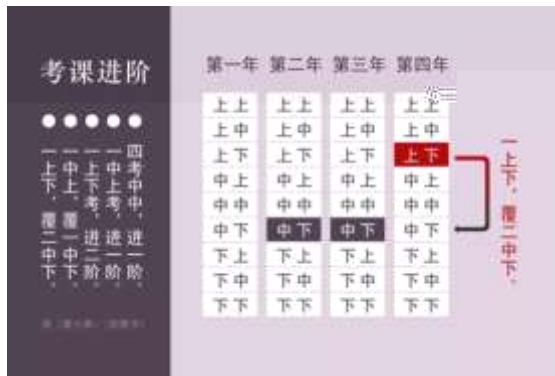 考课进阶
四考中中，进一阶。
一中上考，进一阶。
一上下考，进二阶。
一中上，覆一中下。
一上下，覆二中下。
第一年 第二年 第三年 第四年
上上 上上 上上 上上
上中 上中 上中 上中
上下 上下 上下 上下
中上 中上 中上 中上
中中 中中 中中 中中
中下 中下 中下 中下
下上 下上 下上 下上
下中 下中 下中 下中
下下 下下 下下 下下
一上下，覆二中下。